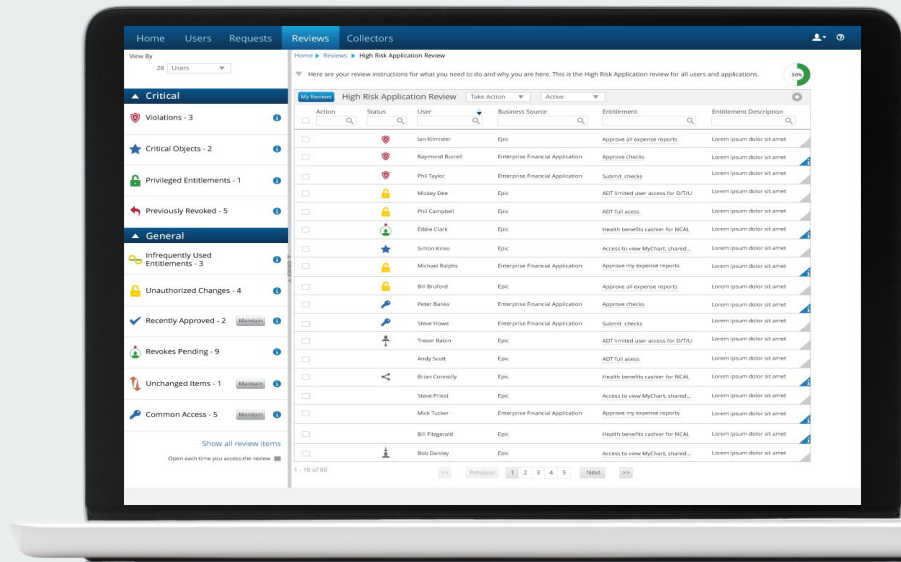 Home Users Requests Reviews Collectors
View By
28 Users
Home Reviews High Risk Application Review
Here are your review instructions for what you need to do and why you are here. This is the High Risk Application review for all users and applications.
50%
Critical
Violations - 3
Critical Objects - 2
Privileged Entitlements - 1
Previously Revoked - 5
General
Infrequently Used
Entitlements - 3
Unauthorized Changes - 4
Recently Approved - 2 Maintain
Revokes Pending - 9
Unchanged Items - 1 Maintain
Common Access - 5 Maintain
Show all review items
Open each time you access the review
My Reviews High Risk Application Review Take Action Active
Action Status User Business Source Entitlement Entitlement Description
Ian Kilmister Epic Approve all expense reports Lorem ipsum dolor sit amet
Raymond Burrell Enterprise Financial Application Approve checks Lorem ipsum dolor sit amet
Phil Taylor Enterprise Financial Application Submit checks Lorem ipsum dolor sit amet
Mickey Dee Epic ADT limited user access for D/T/U Lorem ipsum dolor sit amet
Phil Campbell Epic ADT full acess Lorem ipsum dolor sit amet
Eddie Clark Epic Health benefits cashier for NCAL Lorem ipsum dolor sit amet
Simon Kirke Epic Access to view MyChart, shared... Lorem ipsum dolor sit amet
Michael Ralphs Enterprise Financial Application Approve my expense reports Lorem ipsum dolor sit amet
Bill Bruford Epic Approve all expense reports Lorem ipsum dolor sit amet
Peter Banks Enterprise Financial Application Approve checks Lorem ipsum dolor sit amet
Steve Howe Enterprise Financial Application Submit checks Lorem ipsum dolor sit amet
Trevor Rabin Epic ADT limited user access for D/T/U Lorem ipsum dolor sit amet
Andy Scott Epic ADT full acess Lorem ipsum dolor sit amet
Brian Connolly Epic Health benefits cashier for NCAL Lorem ipsum dolor sit amet
Steve Priest Epic Access to view MyChart, shared... Lorem ipsum dolor sit amet
Mick Tucker Enterprise Financial Application Approve my expense reports Lorem ipsum dolor sit amet
Bill Fitzgerald Epic Health benefits cashier for NCAL Lorem ipsum dolor sit amet
Bob Daisley Epic Access to view MyChart, shared... Lorem ipsum dolor sit amet
1 - 18 of 80 << Previous 1 2 3 4 5 Next >>